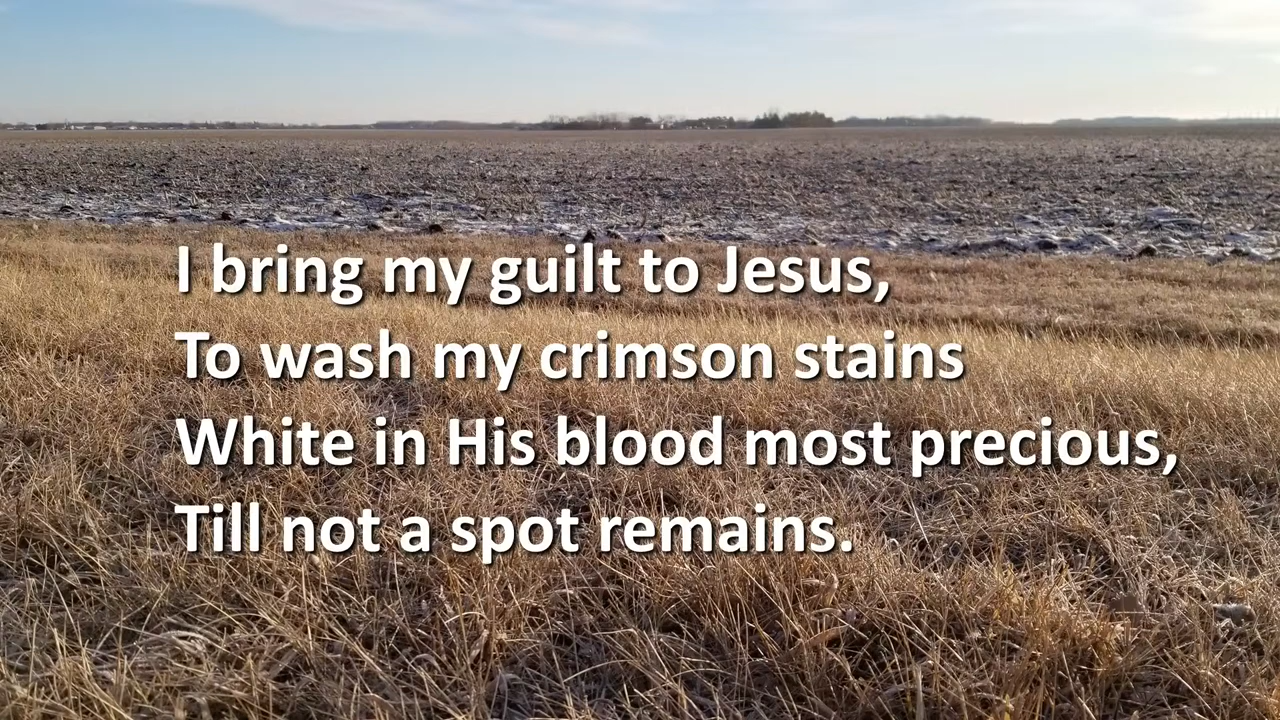 I bring my guilt to Jesus,
To wash my crimson stains
White in His blood most precious,
Till not a spot remains.